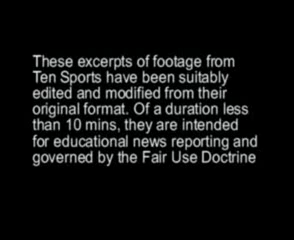 These excerpts of footage from
Ten Sports have been suitably
edited and modified from their
original format. Of a duration less
than 10 mins, they are intended
for educational news reporting and
governed by the Fair Use Doctrine